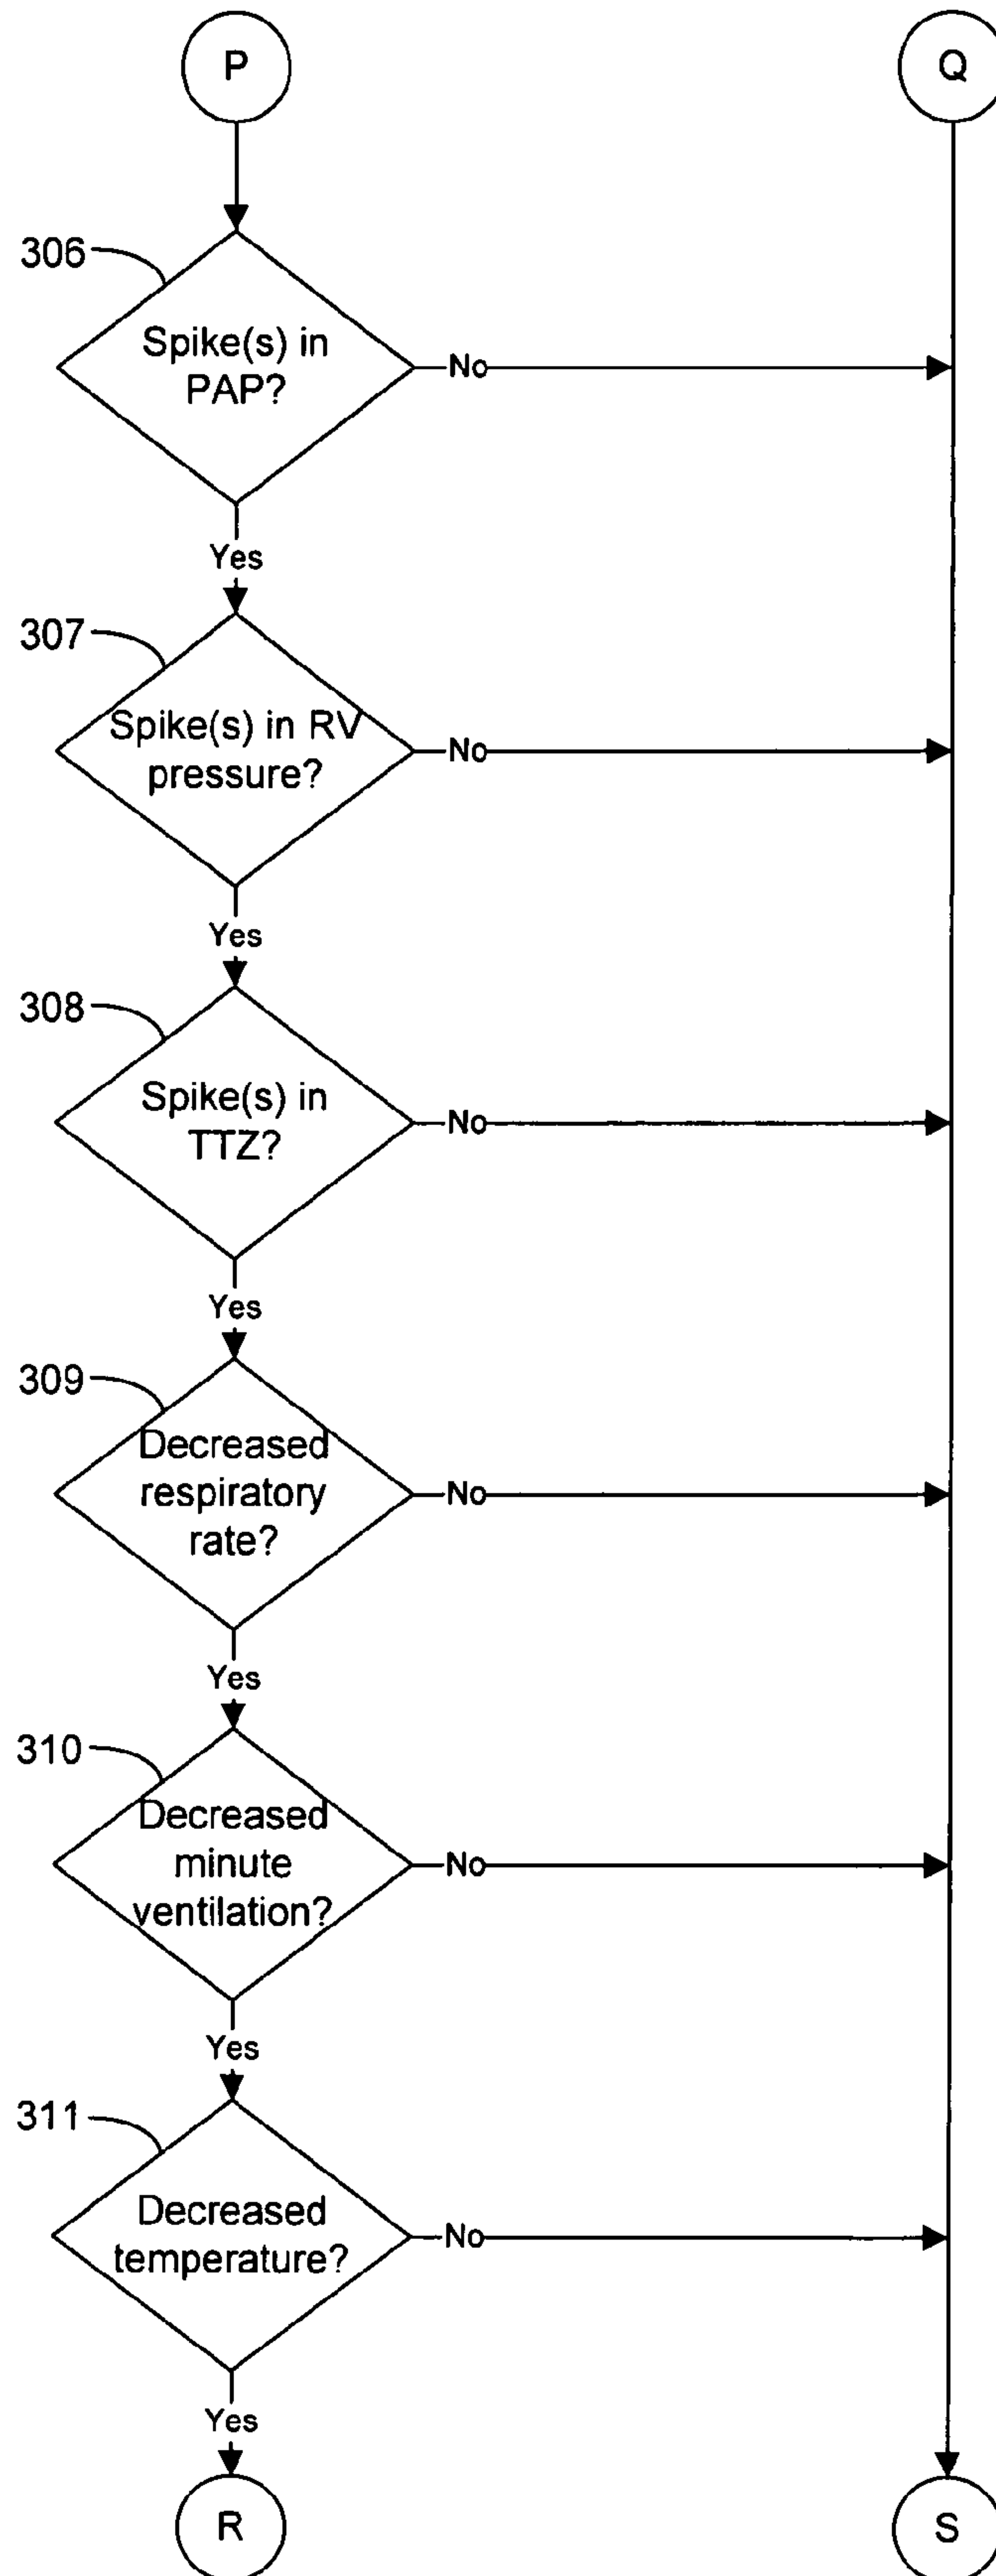 P
Q
306
Spike(s) in
PAP?
No
Yes
307
Spike(s) in RV
pressure?
No
Yes
308
Spike(s) in
TTZ?
No
Yes
309
Decreased
respiratory
rate?
No
Yes
310
Decreased
minute
ventilation?
No
Yes
311
Decreased
temperature?
No
Yes
R
S